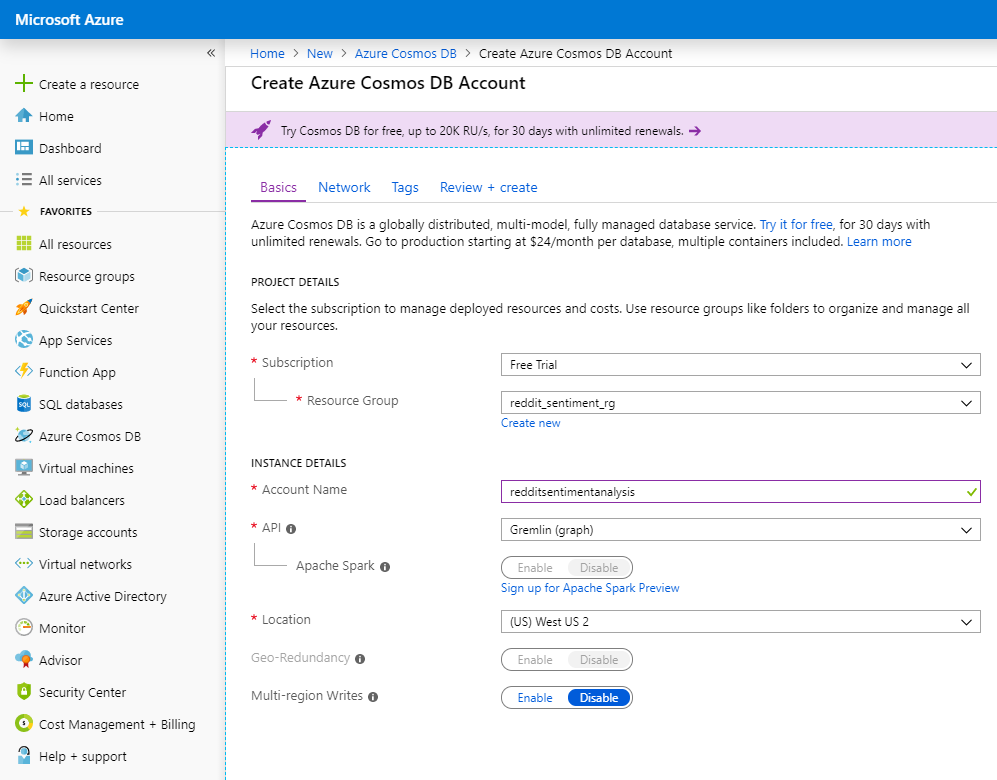 Microsoft Azure
«
Create a resource
Home
Dashboard
All services
FAVORITES
All resources
Resource groups
Quickstart Center
App Services
Function App
SQL databases
Azure Cosmos DB
Virtual machines
Load balancers
Storage accounts
Virtual networks
Azure Active Directory
Monitor
Advisor
Security Center
Cost Management + Billing
Help + support
Home > New > Azure Cosmos DB > Create Azure Cosmos DB Account
Create Azure Cosmos DB Account
Try Cosmos DB for free, up to 20K RU/s, for 30 days with unlimited renewals. →
Basics Network Tags Review + create
Azure Cosmos DB is a globally distributed, multi-model, fully managed database service. Try it for free, for 30 days with
unlimited renewals. Go to production starting at $24/month per database, multiple containers included. Learn more
PROJECT DETAILS
Select the subscription to manage deployed resources and costs. Use resource groups like folders to organize and manage all
your resources.
* Subscription Free Trial
* Resource Group reddit_sentiment_rg
Create new
INSTANCE DETAILS
* Account Name redditsentimentanalysis
* API Gremlin (graph)
Apache Spark Enable Disable
Sign up for Apache Spark Preview
* Location (US) West US 2
Geo-Redundancy Enable Disable
Multi-region Writes Enable Disable